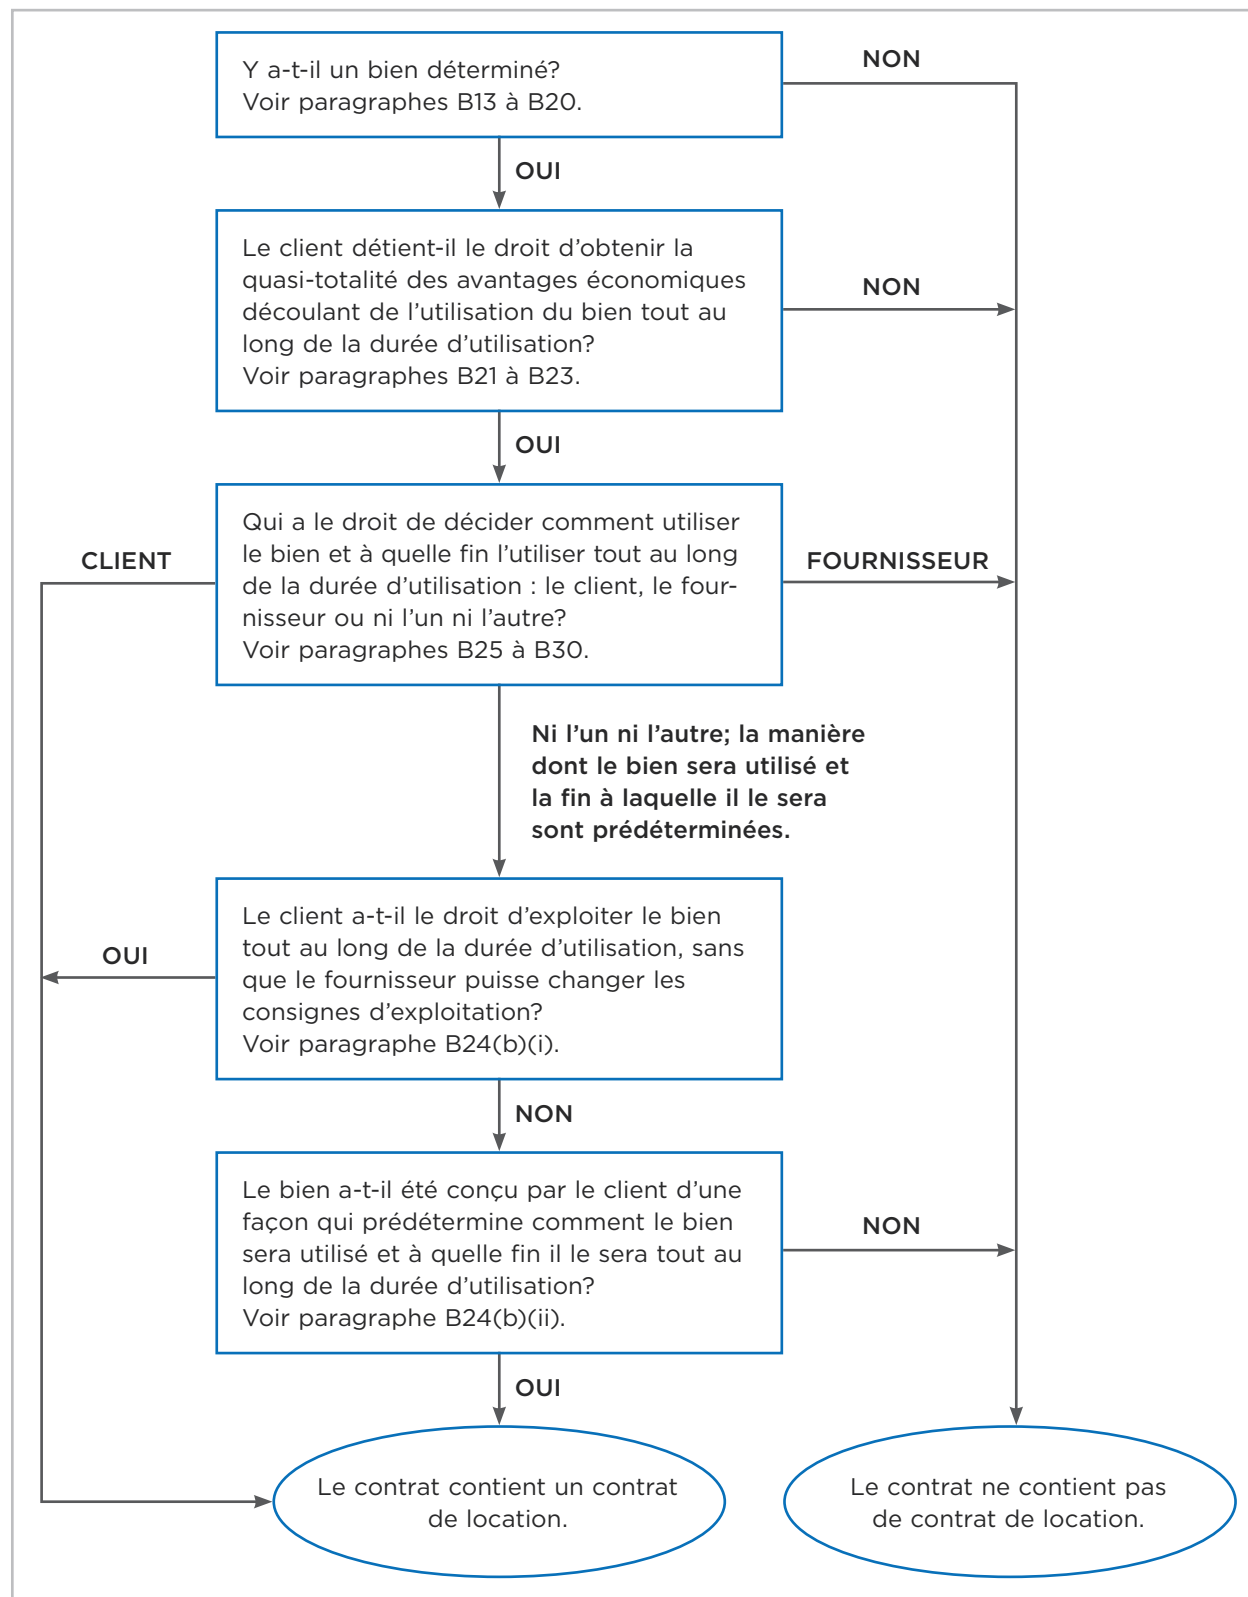 Y a-t-il un bien déterminé?
Voir paragraphes B13 à B20.
NON
OUI
Le client détient-il le droit d’obtenir la
quasi-totalité des avantages économiques
découlant de l’utilisation du bien tout au
long de la durée d’utilisation?
Voir paragraphes B21 à B23.
NON
OUI
Qui a le droit de décider comment utiliser
le bien et à quelle fin l’utiliser tout au long
de la durée d’utilisation : le client, le four-
nisseur ou ni l’un ni l’autre?
Voir paragraphes B25 à B30.
CLIENT
FOURNISSEUR
Ni l’un ni l’autre; la manière
dont le bien sera utilisé et
la fin à laquelle il le sera
sont prédéterminées.
Le client a-t-il le droit d’exploiter le bien
tout au long de la durée d’utilisation, sans
que le fournisseur puisse changer les
consignes d’exploitation?
Voir paragraphe B24(b)(i).
OUI
NON
Le bien a-t-il été conçu par le client d’une
façon qui prédétermine comment le bien
sera utilisé et à quelle fin il le sera tout au
long de la durée d’utilisation?
Voir paragraphe B24(b)(ii).
NON
OUI
Le contrat contient un contrat
de location.
Le contrat ne contient pas
de contrat de location.